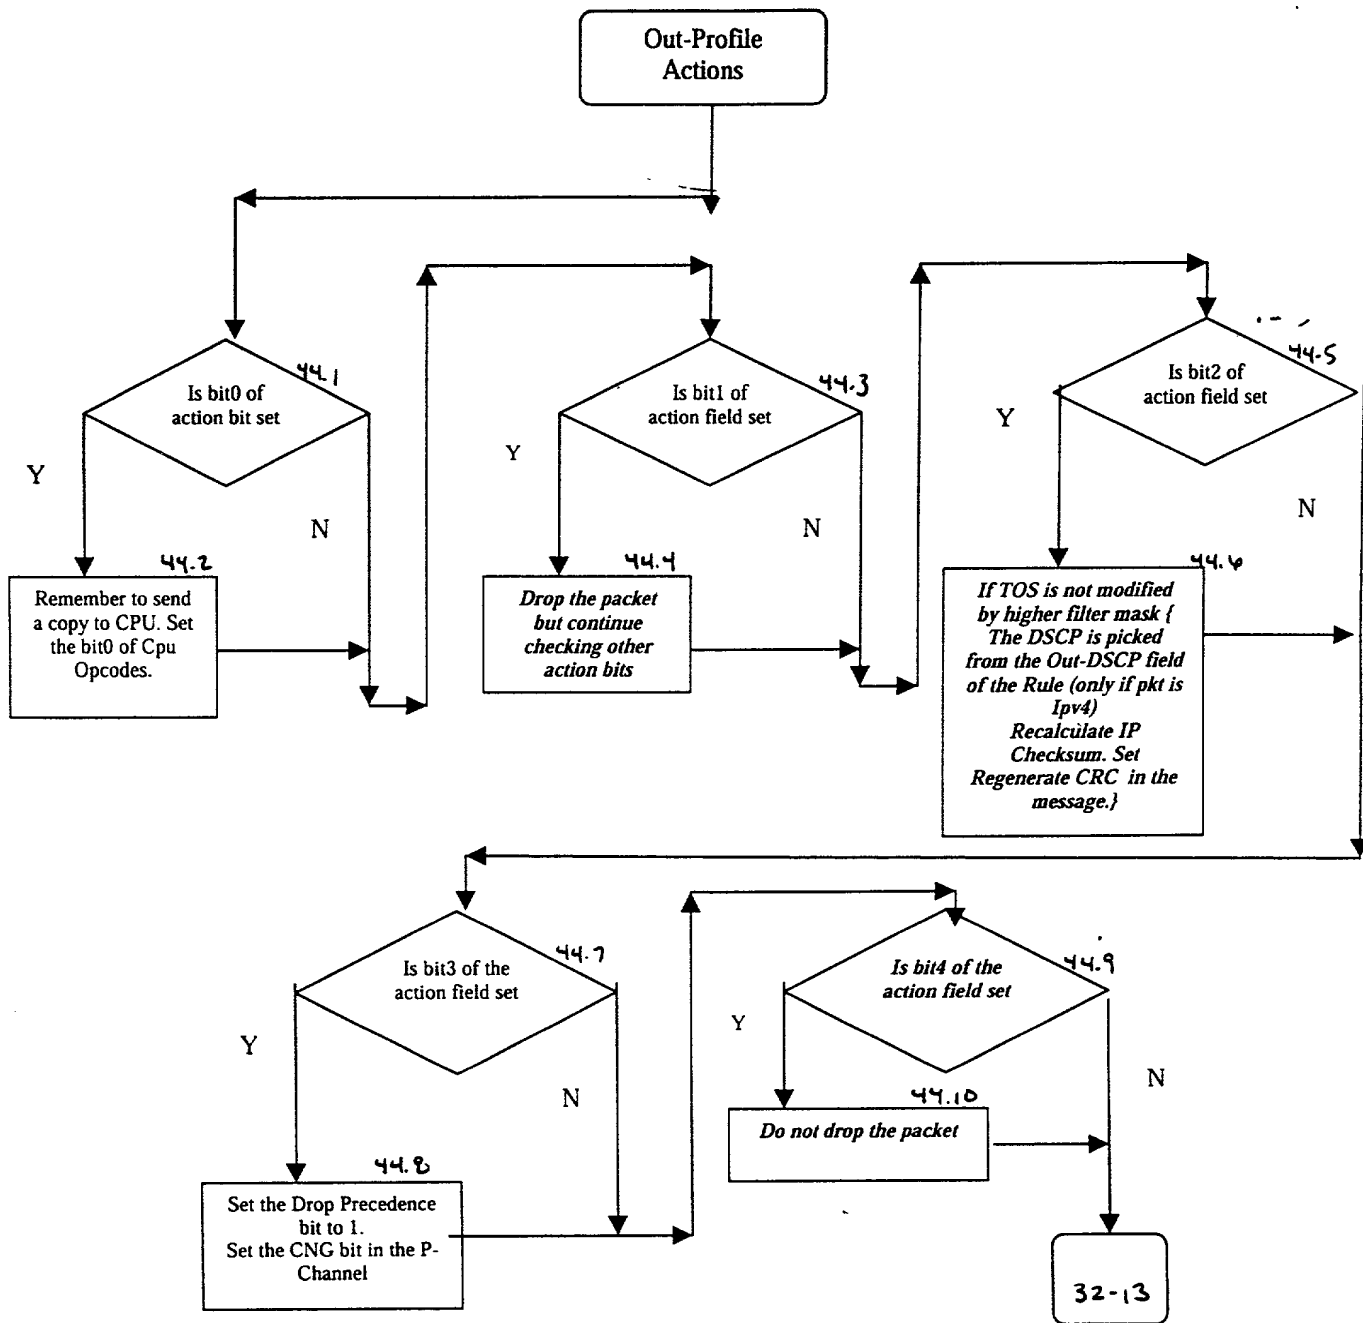 Out-Profile
Actions
44.1
Is bit0 of
action bit set
44.3
Is bit1 of
action field set
44-5
Is bit2 of
action field set
Y
N
Y
N
Y
N
44.2
Remember to send
a copy to CPU. Set
the bit0 of Cpu
Opcodes.
44.4
Drop the packet
but continue
checking other
action bits
44.6
If TOS is not modified
by higher filter mask {
The DSCP is picked
from the Out-DSCP field
of the Rule (only if pkt is
Ipv4)
Recalculate IP
Checksum. Set
Regenerate CRC in the
message.}
44.7
Is bit3 of the
action field set
44.9
Is bit4 of the
action field set
Y
N
Y
N
44.8
Set the Drop Precedence
bit to 1.
Set the CNG bit in the P-
Channel
44.10
Do not drop the packet
32-13